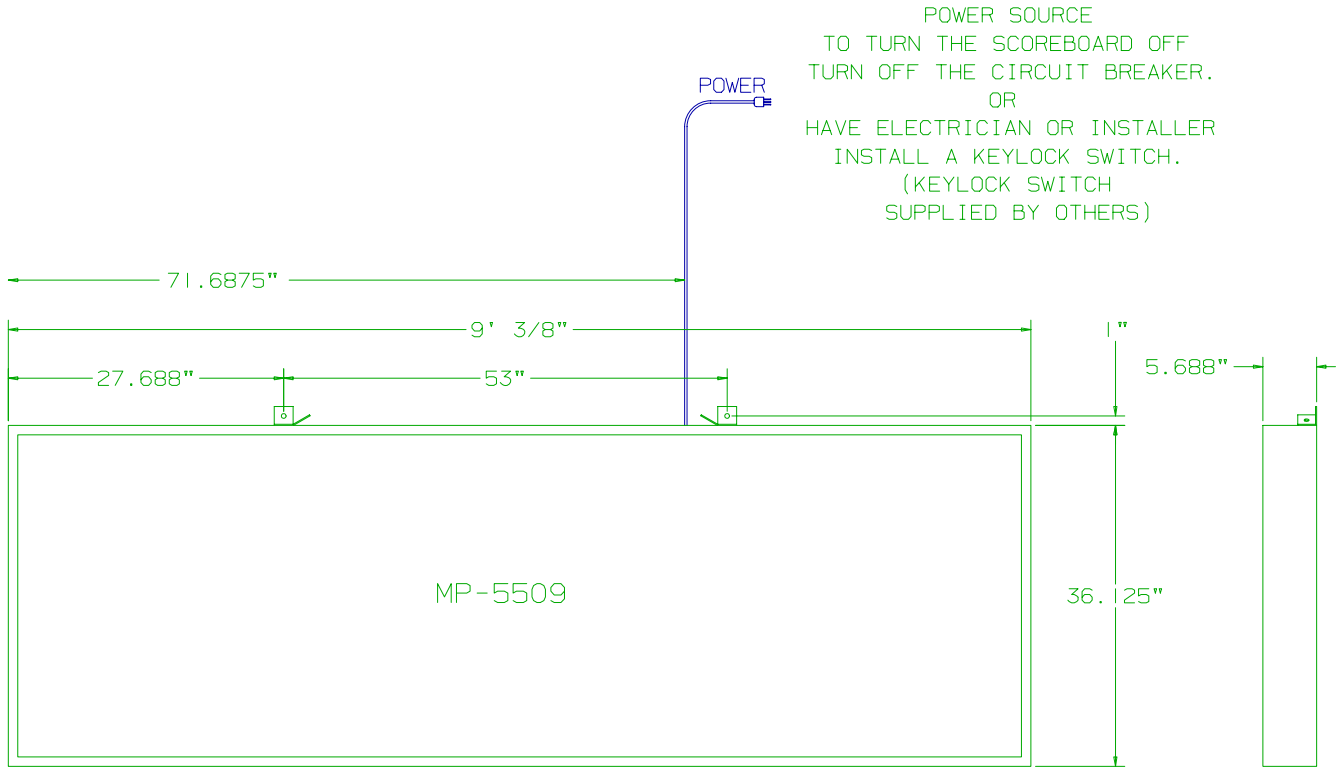 POWER SOURCE
TO TURN THE SCOREBOARD OFF
TURN OFF THE CIRCUIT BREAKER.
OR
HAVE ELECTRICIAN OR INSTALLER
INSTALL A KEYLOCK SWITCH.
(KEYLOCK SWITCH
SUPPLIED BY OTHERS)
POWER
71.6875"
9' 3/8"
1"
27.688"
53"
5.688"
MP-5509
36.125"